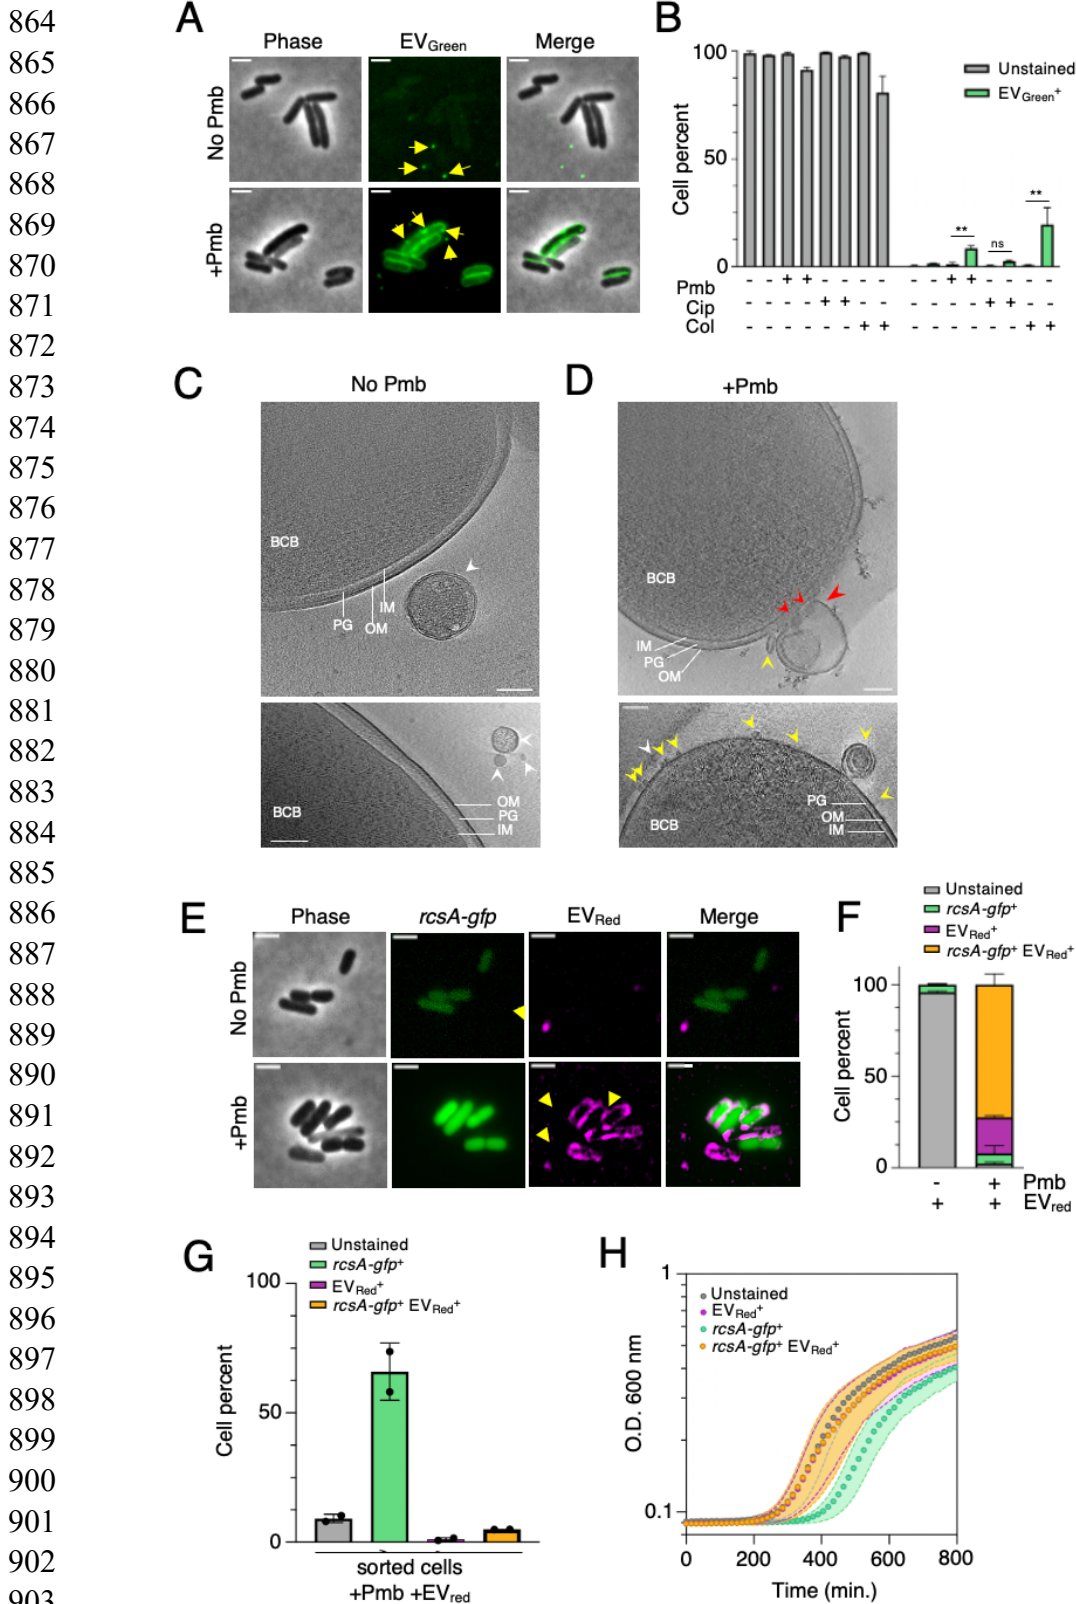 864
865
866
867
868
869
870
871
872
873
874
875
876
877
878
879
880
881
882
883
884
885
886
887
888
889
890
891
892
893
894
895
896
897
898
899
900
901
902
903
A
Phase EVGreen Merge
No Pmb
+Pmb
B
Unstained
EVGreen+
Cell percent
100
50
0
**
ns
**
Pmb - - + + - - - - - - + + - - - -
Cip - - - - + + - - - - - - + + - -
Col - - - - - - + + - - - - - - + +
C
No Pmb
BCB
PG
OM
IM
BCB
OM
PG
IM
D
+Pmb
BCB
IM
PG
OM
BCB
PG
OM
IM
E
Phase rcsA-gfp EVRed Merge
No Pmb
+Pmb
F
Unstained
rcsA-gfp+
EVRed+
rcsA-gfp+ EVRed+
Cell percent
100
50
0
- + Pmb
+ + EVred
G
Unstained
rcsA-gfp+
EVRed+
rcsA-gfp+ EVRed+
Cell percent
100
50
0
sorted cells
+Pmb +EVred
H
Unstained
EVRed+
rcsA-gfp+
rcsA-gfp+ EVRed+
O.D. 600 nm
1
0.1
0 200 400 600 800
Time (min.)